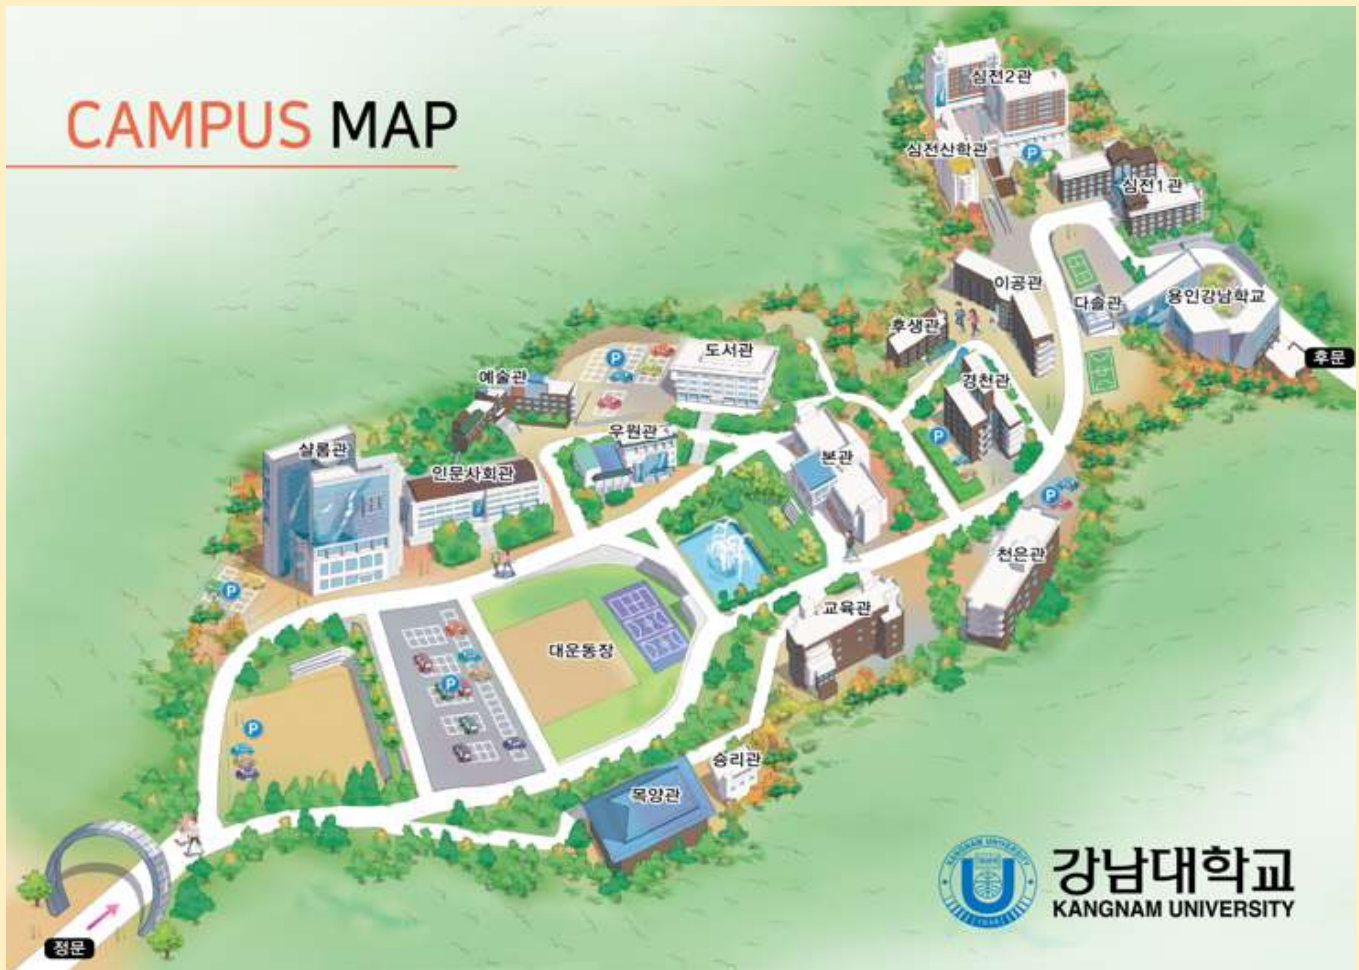 CAMPUS MAP
심전2관
심전산학관
P
심전1관
이공관
다솔관
용인강남학교
후생관
후문
도서관
P
예술관
경천관
우원관
P
샬롬관
인문사회관
본관
P
천은관
P
교육관
대운동장
P
P
승리관
목양관
정문
KANGNAM UNIVERSITY
강남대학교
KANGNAM UNIVERSITY